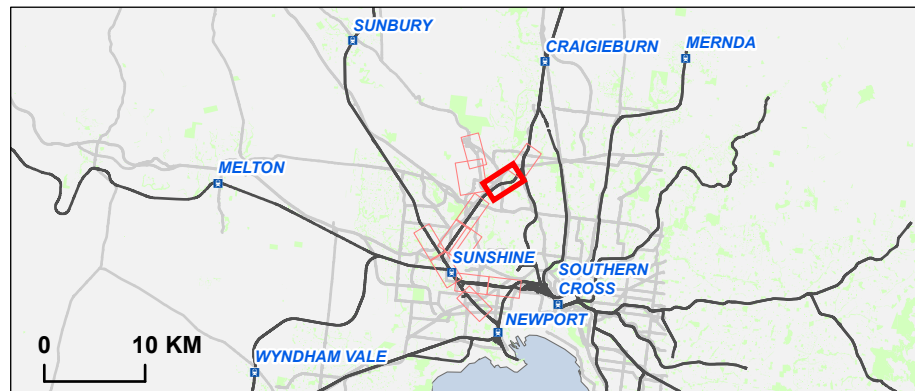 SUNBURY
CRAIGIEBURN
MERNDA
MELTON
SUNSHINE
SOUTHERN
CROSS
NEWPORT
0 10 KM
WYNDHAM VALE